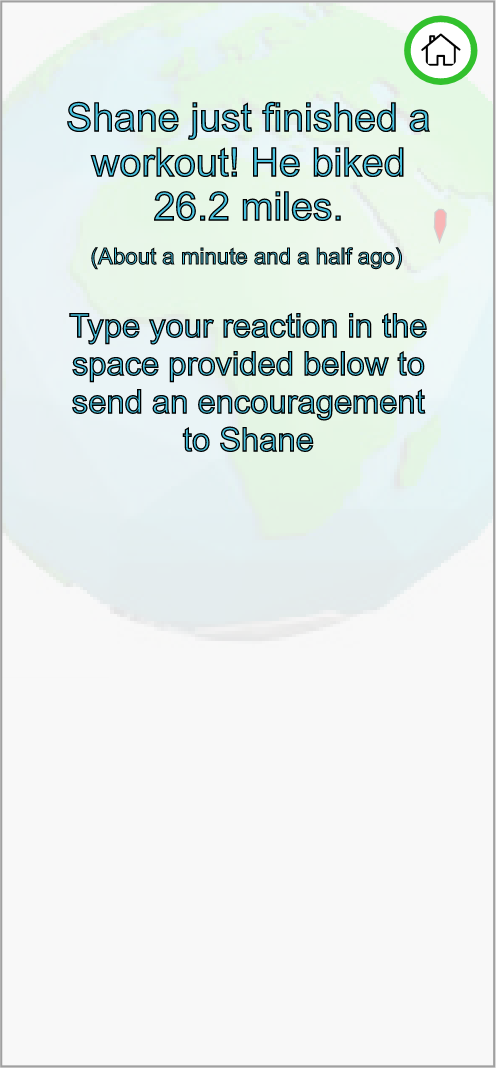 Shane just finished a
workout! He biked
26.2 miles.
(About a minute and a half ago)
Type your reaction in the
space provided below to
send an encouragement
to Shane